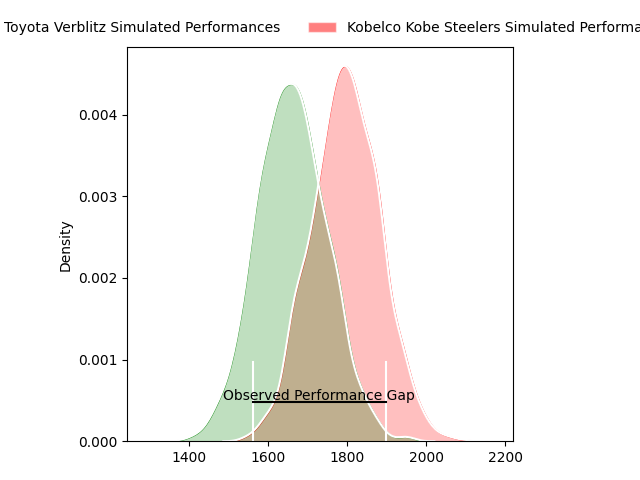 Toyota Verblitz Simulated Performances
Kobelco Kobe Steelers Simulated Performa
Density
0.004
0.003
0.002
0.001
0.000
Observed Performance Gap
1400 1600 1800 2000 2200